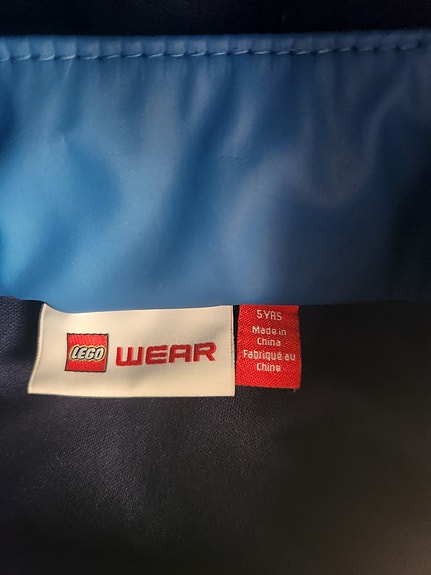 LEGO WEAR
5YRS
Made in
China
Fabriqué au
Chine